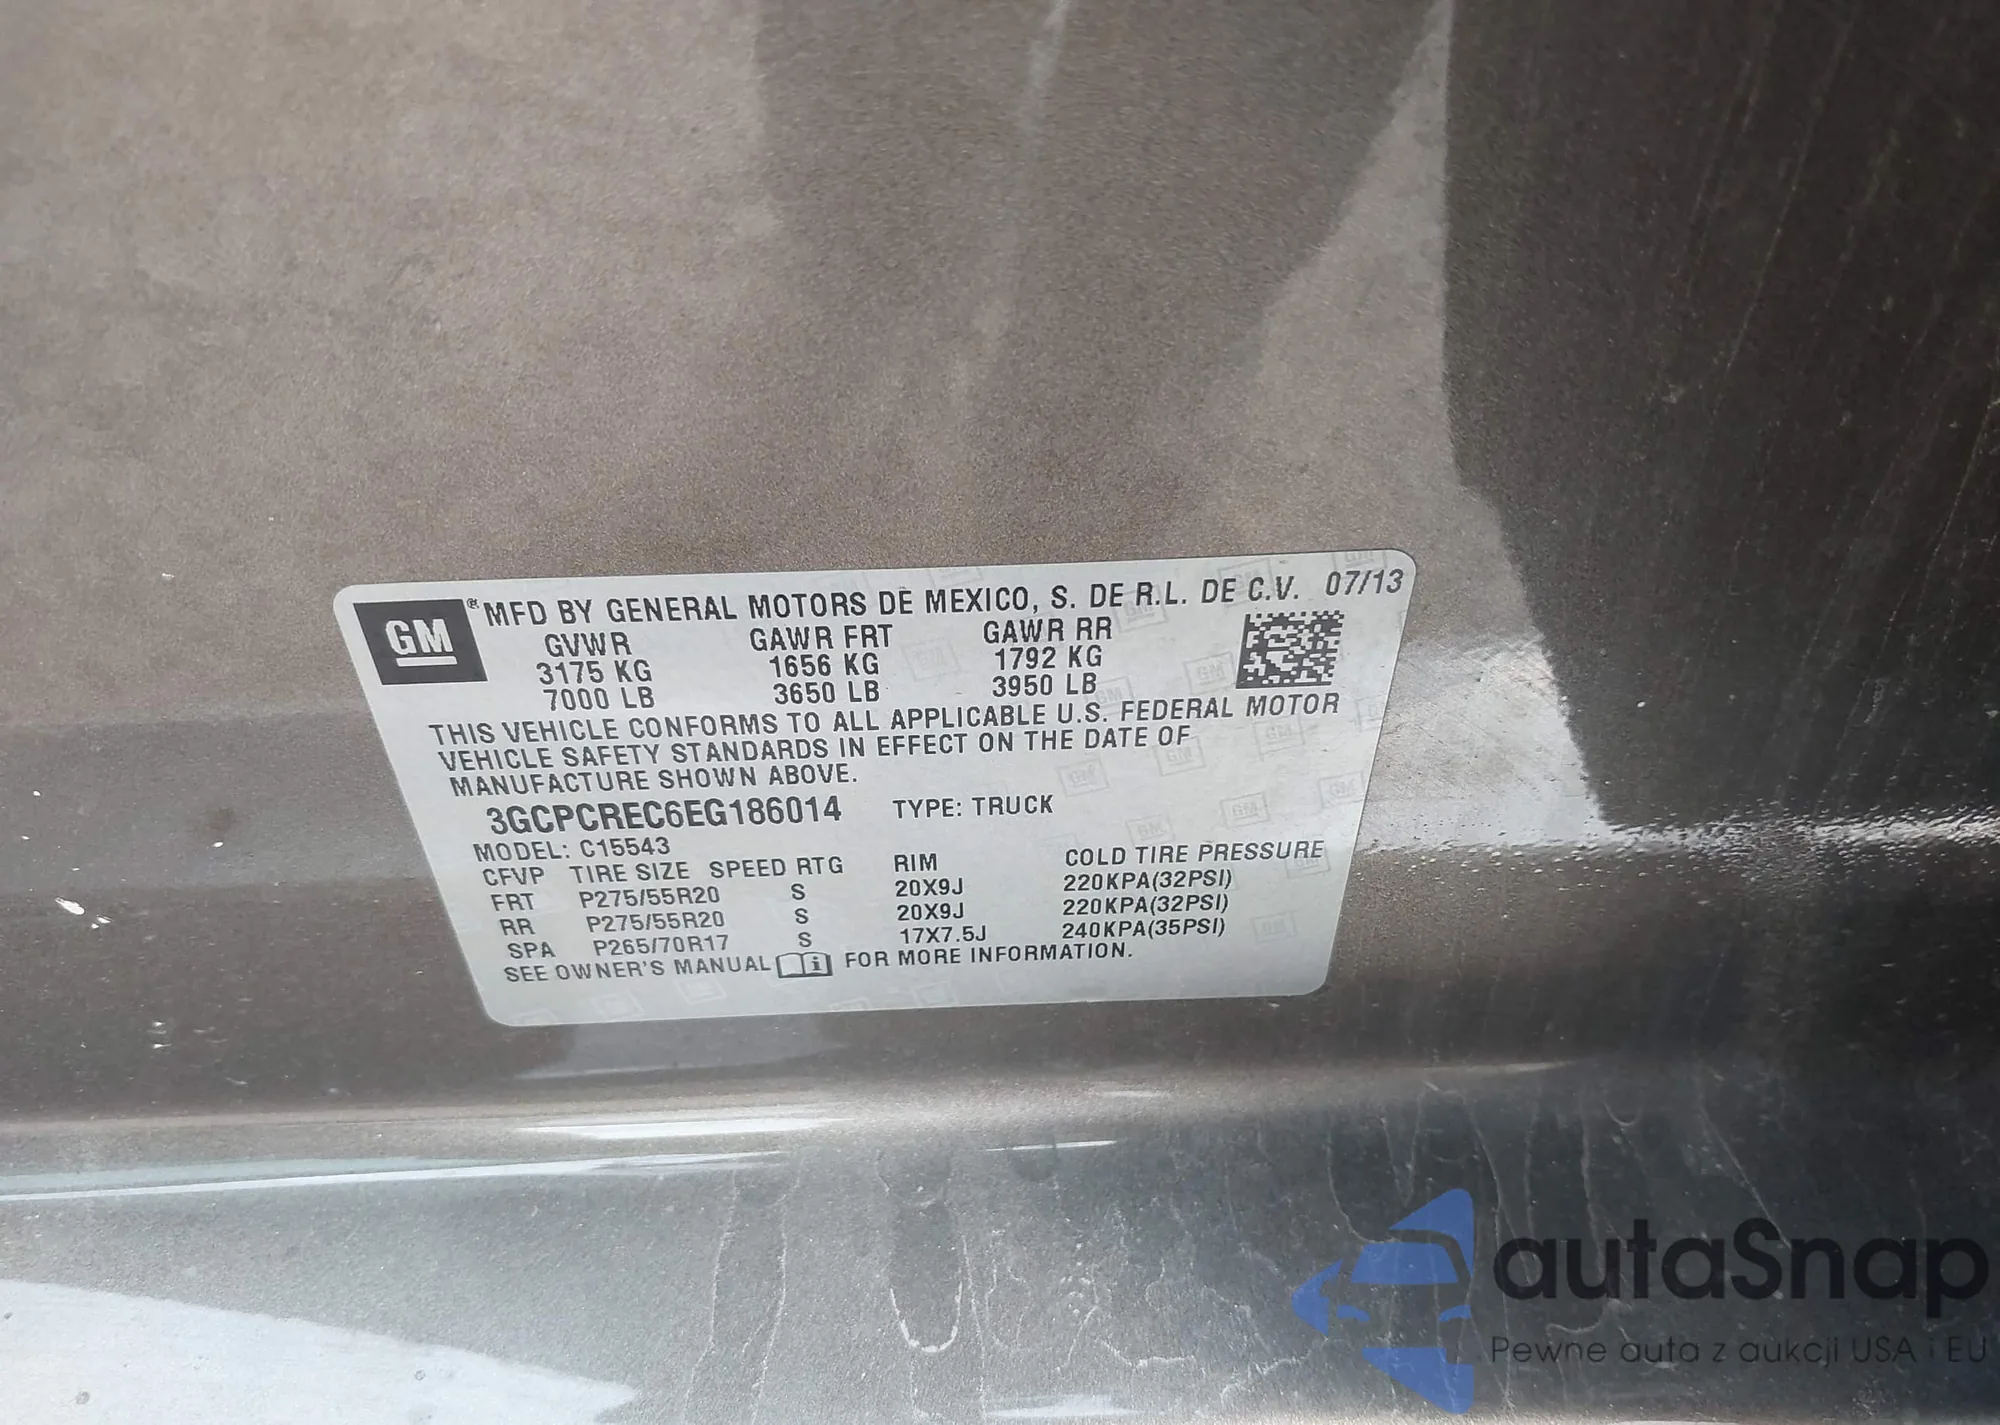 GM ® MFD BY GENERAL MOTORS DE MEXICO, S. DE R.L. DE C.V. 07/13
GVWR GAWR FRT GAWR RR
3175 KG 1656 KG 1792 KG
7000 LB 3650 LB 3950 LB
THIS VEHICLE CONFORMS TO ALL APPLICABLE U.S. FEDERAL MOTOR
VEHICLE SAFETY STANDARDS IN EFFECT ON THE DATE OF
MANUFACTURE SHOWN ABOVE.
3GCPCREC6EG186014 TYPE: TRUCK
MODEL: C15543
CFVP TIRE SIZE SPEED RTG RIM COLD TIRE PRESSURE
FRT P275/55R20 S 20X9J 220KPA(32PSI)
RR P275/55R20 S 20X9J 220KPA(32PSI)
SPA P265/70R17 S 17X7.5J 240KPA(35PSI)
SEE OWNER'S MANUAL i FOR MORE INFORMATION.
autaSnap
Pewne auta z aukcji USA i EU